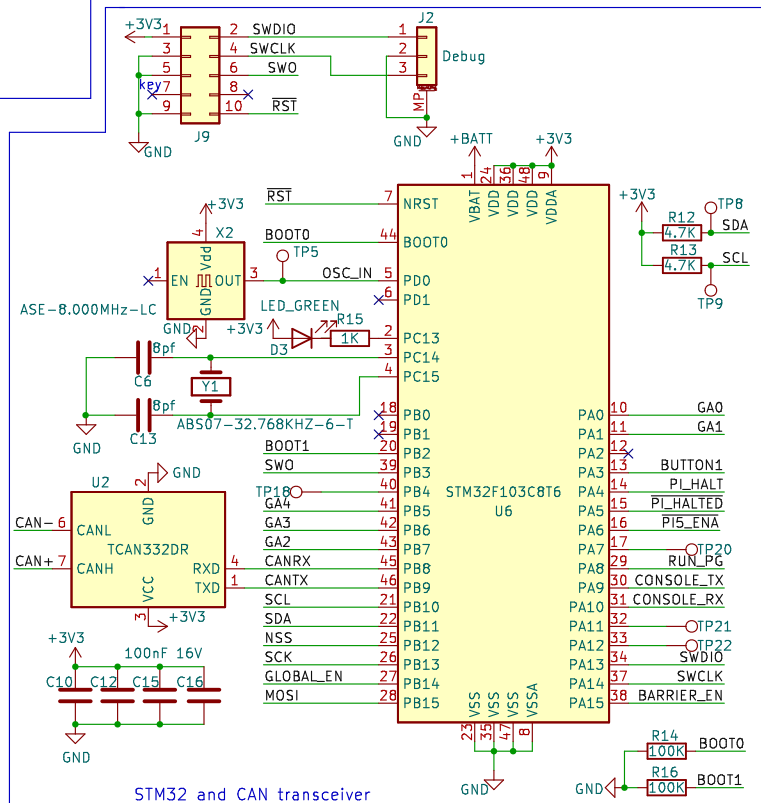 +3V3
1 2 SWDIO
3 4 SWCLK
5 6 SWO
key 7 8
9 10 RST
J9
GND
J2
1
2
3
Debug
MP
GND
+BATT
+3V3
1 24 36 48 9
VBAT VDD VDD VDD VDDA
RST 7 NRST
BOOT0 44 BOOT0
OSC_IN 5 PD0
6 PD1
2 PC13
3 PC14
4 PC15
18 PB0
19 PB1
BOOT1 20 PB2
SWO 39 PB3
TP18 40 PB4
GA4 41 PB5
GA3 42 PB6
GA2 43 PB7
CANRX 45 PB8
CANTX 46 PB9
SCL 21 PB10
SDA 22 PB11
NSS 25 PB12
SCK 26 PB13
GLOBAL_EN 27 PB14
MOSI 28 PB15
STM32F103C8T6
U6
PA0 10 GA0
PA1 11 GA1
PA2 12
PA3 13 BUTTON1
PA4 14 PI_HALT
PA5 15 PI_HALTED
PA6 16 PI5_ENA
PA7 17 TP20
PA8 29 RUN_PG
PA9 30 CONSOLE_TX
PA10 31 CONSOLE_RX
PA11 32 TP21
PA12 33 TP22
PA13 34 SWDIO
PA14 37 SWCLK
PA15 38 BARRIER_EN
VSS VSS VSS VSSA
23 35 47 8
GND
+3V3
X2
4
Vdd
1 EN OUT 3
GND
2
GND
TP5
ASE-8.000MHz-LC
LED_GREEN
+3V3
D3
R15
1K
8pf
C6
Y1
8pf
C13
ABS07-32.768KHZ-6-T
GND
U2
2 GND
GND
CAN- 6 CANL
TCAN332DR
CAN+ 7 CANH
RXD 4
TXD 1
VCC
3 +3V3
+3V3
100nF 16V
C10 C12 C15 C16
GND
+3V3
R12
4.7K
TP8
SDA
R13
4.7K
SCL
TP9
R14
100K
BOOT0
GND
R16
100K
BOOT1
STM32 and CAN transceiver